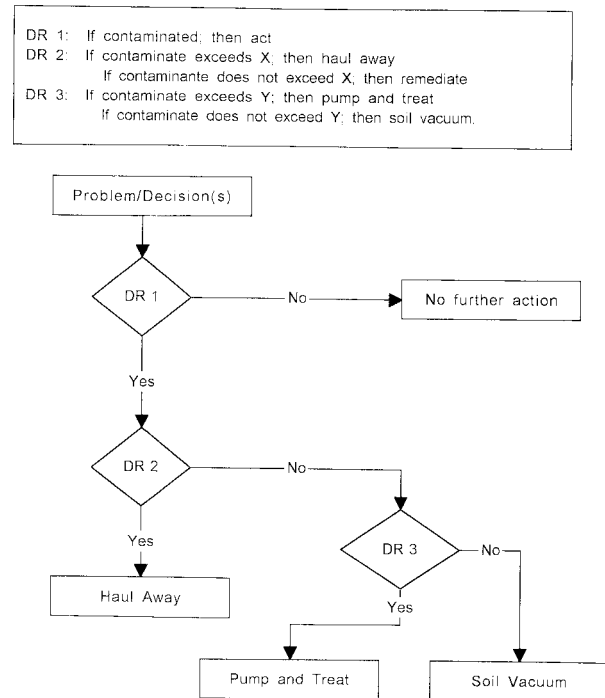 DR 1: If contaminated; then act
DR 2: If contaminate exceeds X; then haul away
If contaminante does not exceed X; then remediate
DR 3: If contaminate exceeds Y; then pump and treat
If contaminate does not exceed Y; then soil vacuum.
Problem/Decision(s)
DR 1
No
No further action
Yes
DR 2
No
Yes
DR 3
No
Haul Away
Yes
Pump and Treat
Soil Vacuum